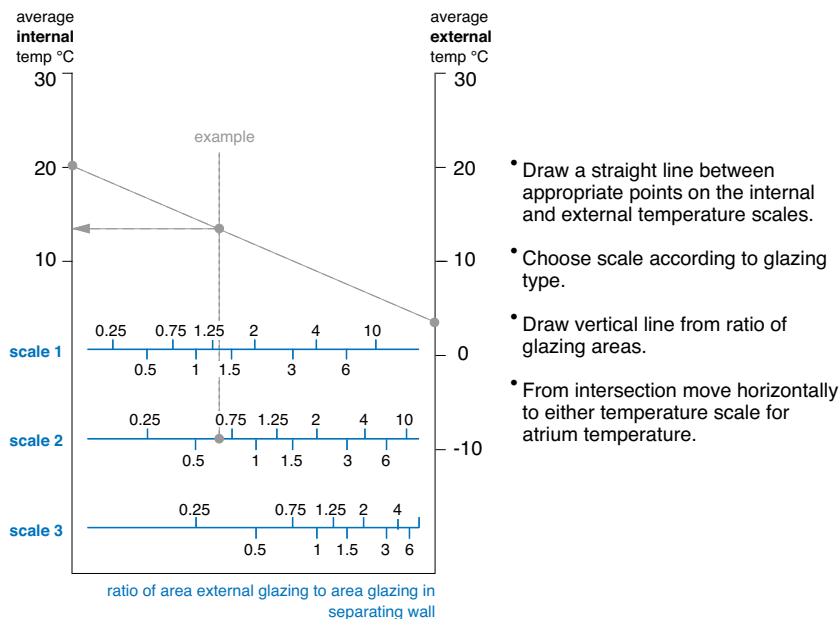 average
internal
temp °C
average
external
temp °C
30
30
example
20
20
10
10
0
-10
0.25 0.75 1.25 2 4 10
scale 1
0.5 1 1.5 3 6
0.25 0.75 1.25 2 4 10
scale 2
0.5 1 1.5 3 6
0.25 0.75 1.25 2 4
scale 3
0.5 1 1.5 3 6
ratio of area external glazing to area glazing in
separating wall
• Draw a straight line between
appropriate points on the internal
and external temperature scales.
• Choose scale according to glazing
type.
• Draw vertical line from ratio of
glazing areas.
• From intersection move horizontally
to either temperature scale for
atrium temperature.